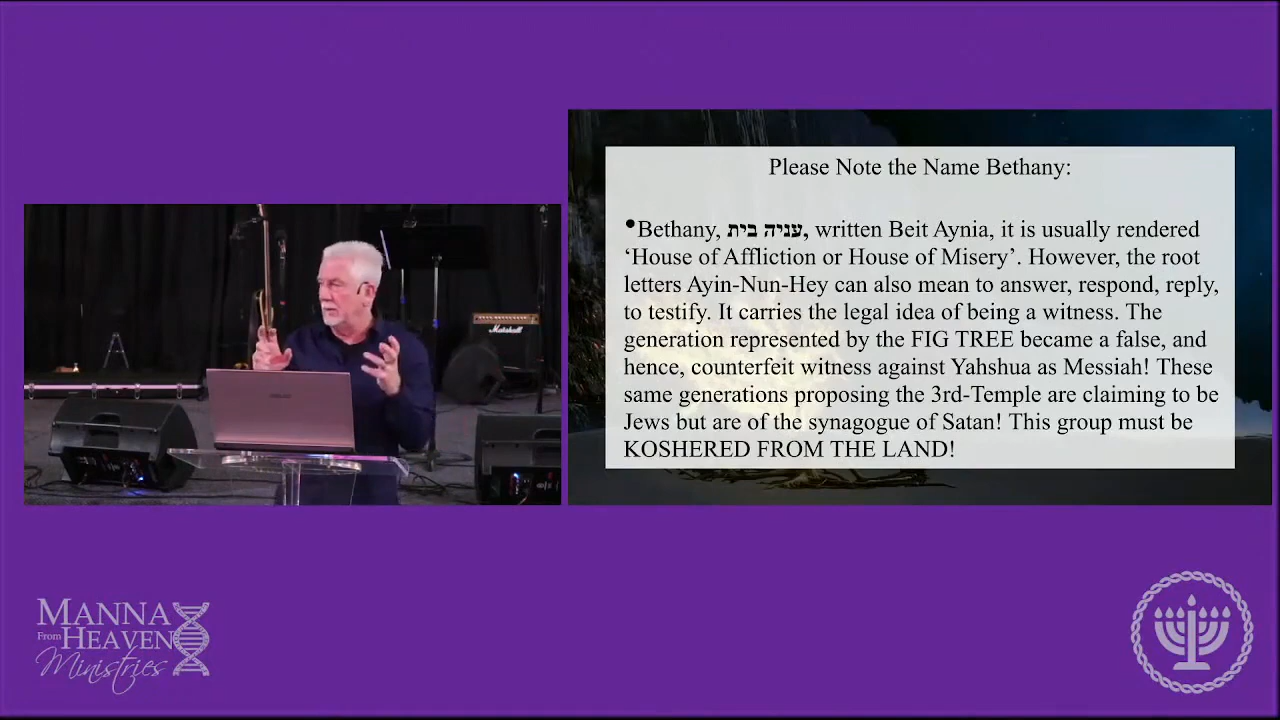 Please Note the Name Bethany:
•Bethany, עניה בית, written Beit Aynia, it is usually rendered
‘House of Affliction or House of Misery’. However, the root
letters Ayin-Nun-Hey can also mean to answer, respond, reply,
to testify. It carries the legal idea of being a witness. The
generation represented by the FIG TREE became a false, and
hence, counterfeit witness against Yahshua as Messiah! These
same generations proposing the 3rd-Temple are claiming to be
Jews but are of the synagogue of Satan! This group must be
KOSHERED FROM THE LAND!
Marshall
MANNA
From HEAVEN
Ministries